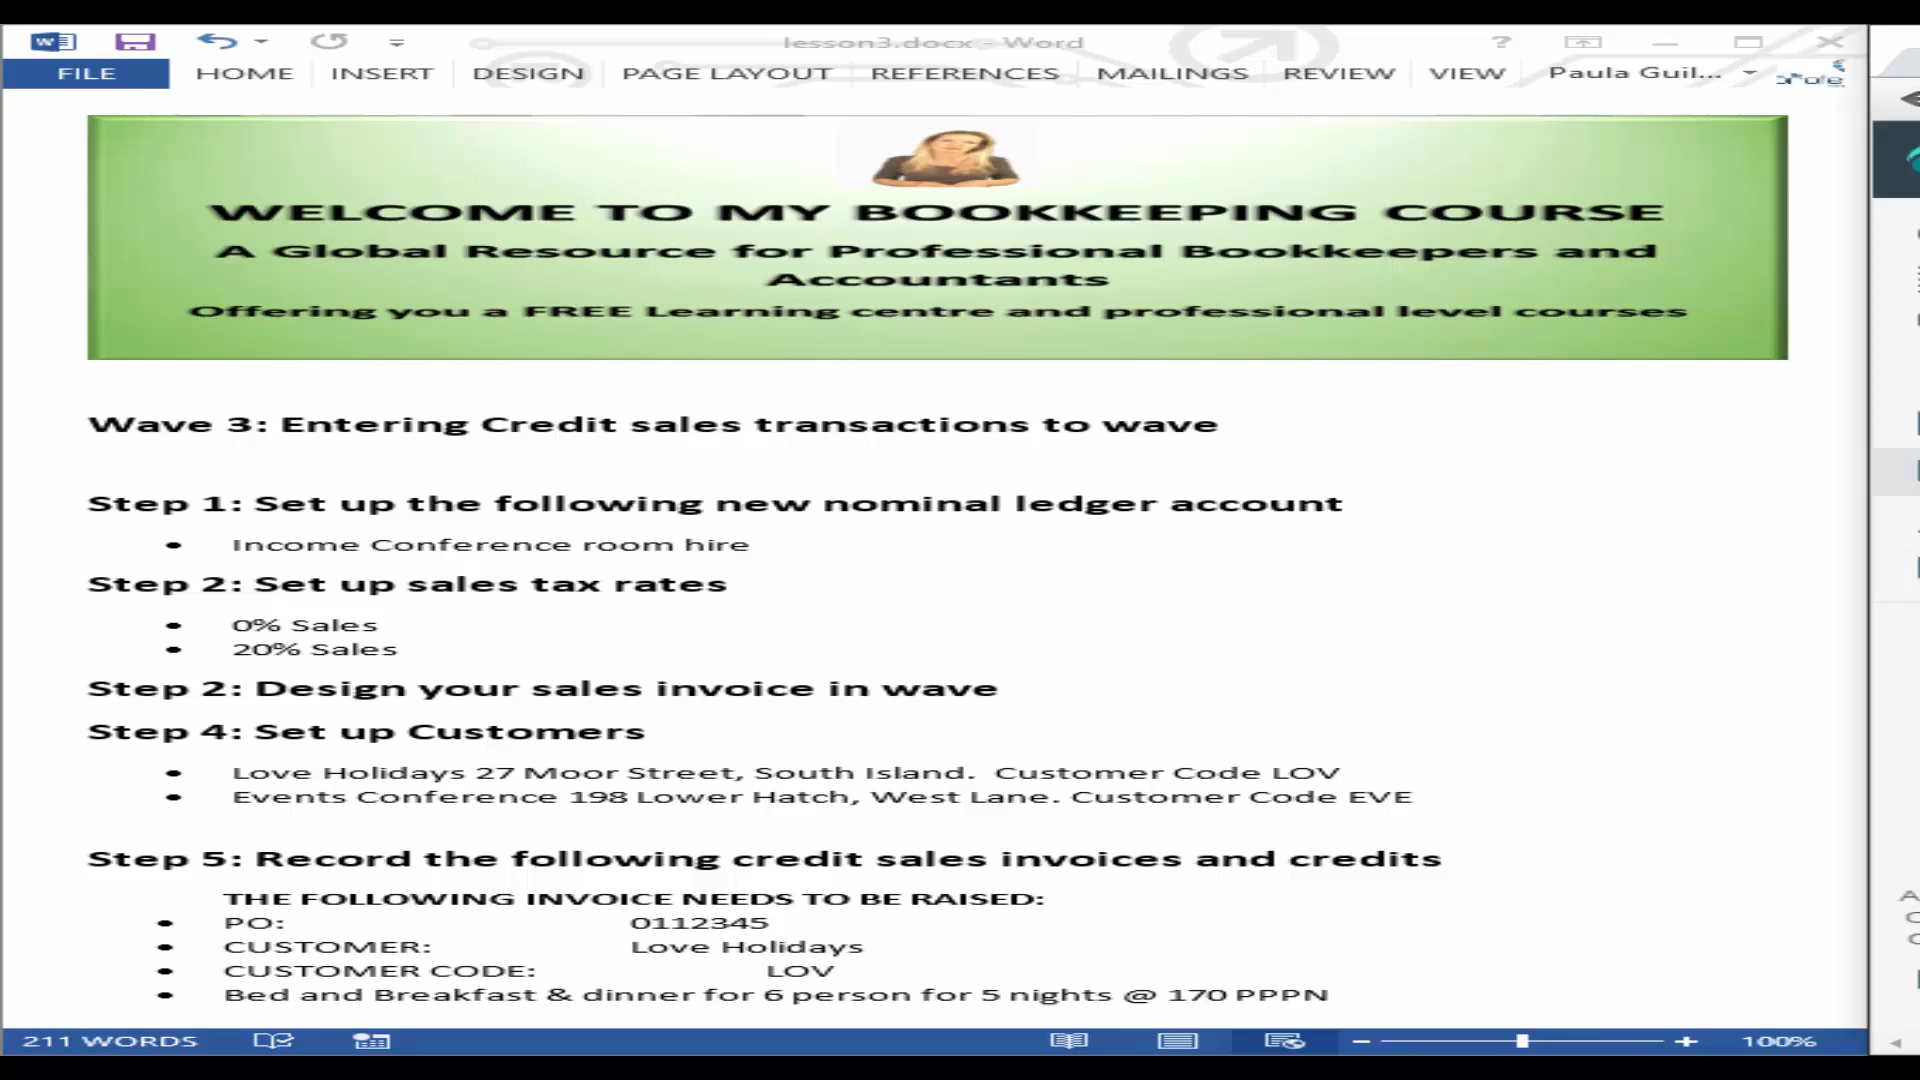 lesson3.docx - Word
FILE HOME INSERT DESIGN PAGE LAYOUT REFERENCES MAILINGS REVIEW VIEW Paula Guil...
WELCOME TO MY BOOKKEEPING COURSE
A Global Resource for Professional Bookkeepers and
Accountants
Offering you a FREE Learning centre and professional level courses
Wave 3: Entering Credit sales transactions to wave
Step 1: Set up the following new nominal ledger account
• Income Conference room hire
Step 2: Set up sales tax rates
• 0% Sales
• 20% Sales
Step 2: Design your sales invoice in wave
Step 4: Set up Customers
• Love Holidays 27 Moor Street, South Island. Customer Code LOV
• Events Conference 198 Lower Hatch, West Lane. Customer Code EVE
Step 5: Record the following credit sales invoices and credits
THE FOLLOWING INVOICE NEEDS TO BE RAISED:
• PO: 0112345
• CUSTOMER: Love Holidays
• CUSTOMER CODE: LOV
• Bed and Breakfast & dinner for 6 person for 5 nights @ 170 PPPN
211 WORDS 100%